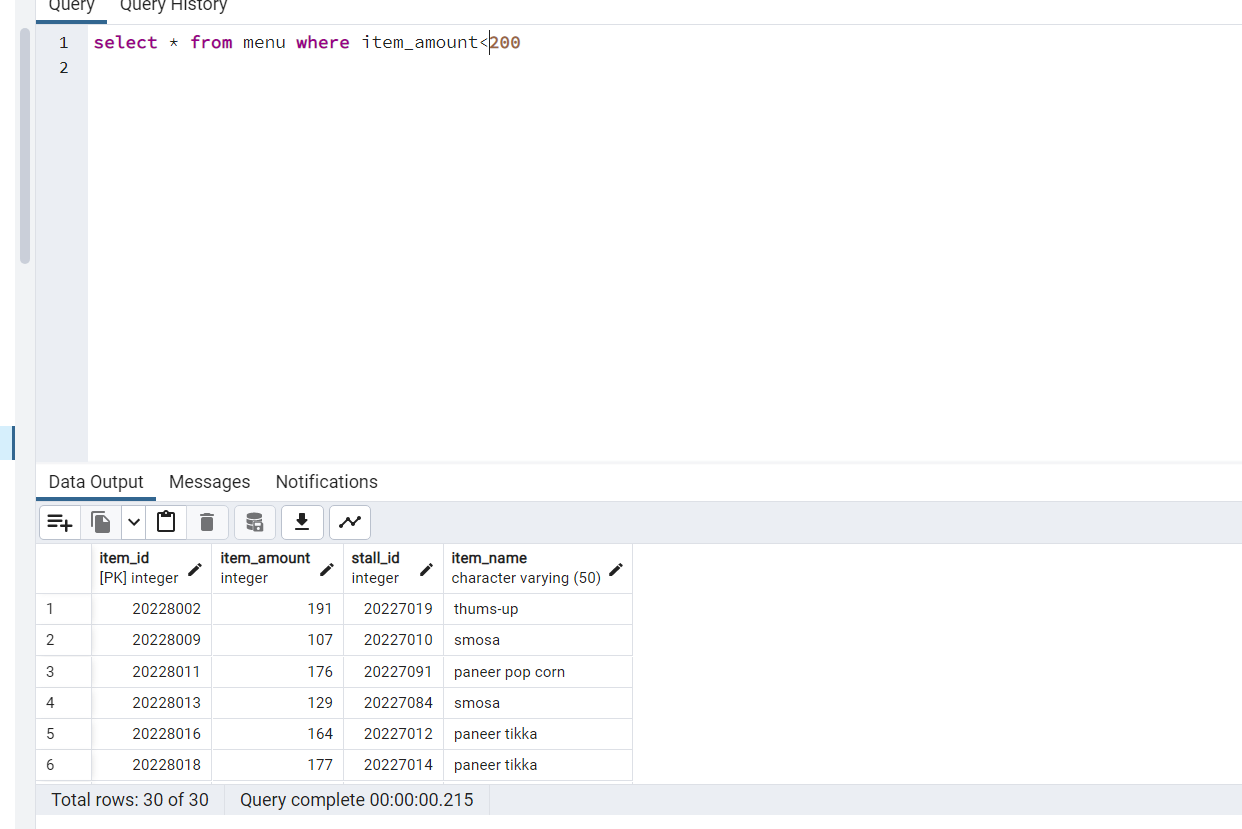 Query Query History
1 select * from menu where item_amount<200
2
Data Output Messages Notifications
item_id item_amount stall_id item_name
[PK] integer integer integer character varying (50)
1 20228002 191 20227019 thums-up
2 20228009 107 20227010 smosa
3 20228011 176 20227091 paneer pop corn
4 20228013 129 20227084 smosa
5 20228016 164 20227012 paneer tikka
6 20228018 177 20227014 paneer tikka
Total rows: 30 of 30 Query complete 00:00:00.215